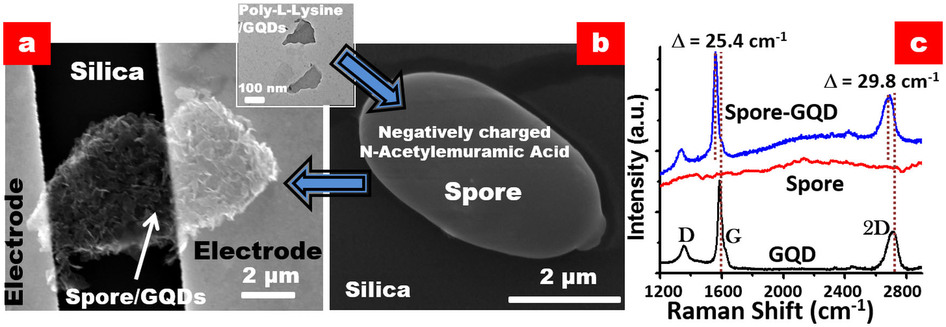 a
Silica
Electrode
Electrode
Spore/GQDs
2 μm
Poly-L-Lysine
/GQDs
100 nm
b
Negatively charged
N-Acetylemuramic Acid
Spore
Silica
2 μm
c
Δ = 25.4 cm-1
Δ = 29.8 cm-1
Spore-GQD
Spore
D
G
2D
GQD
Intensity (a.u.)
1200 1600 2000 2400 2800
Raman Shift (cm-1)